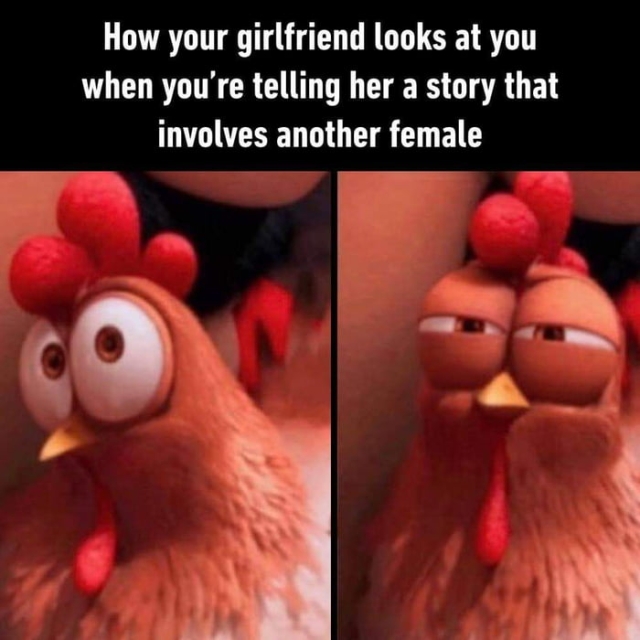 How your girlfriend looks at you
when you're telling her a story that
involves another female